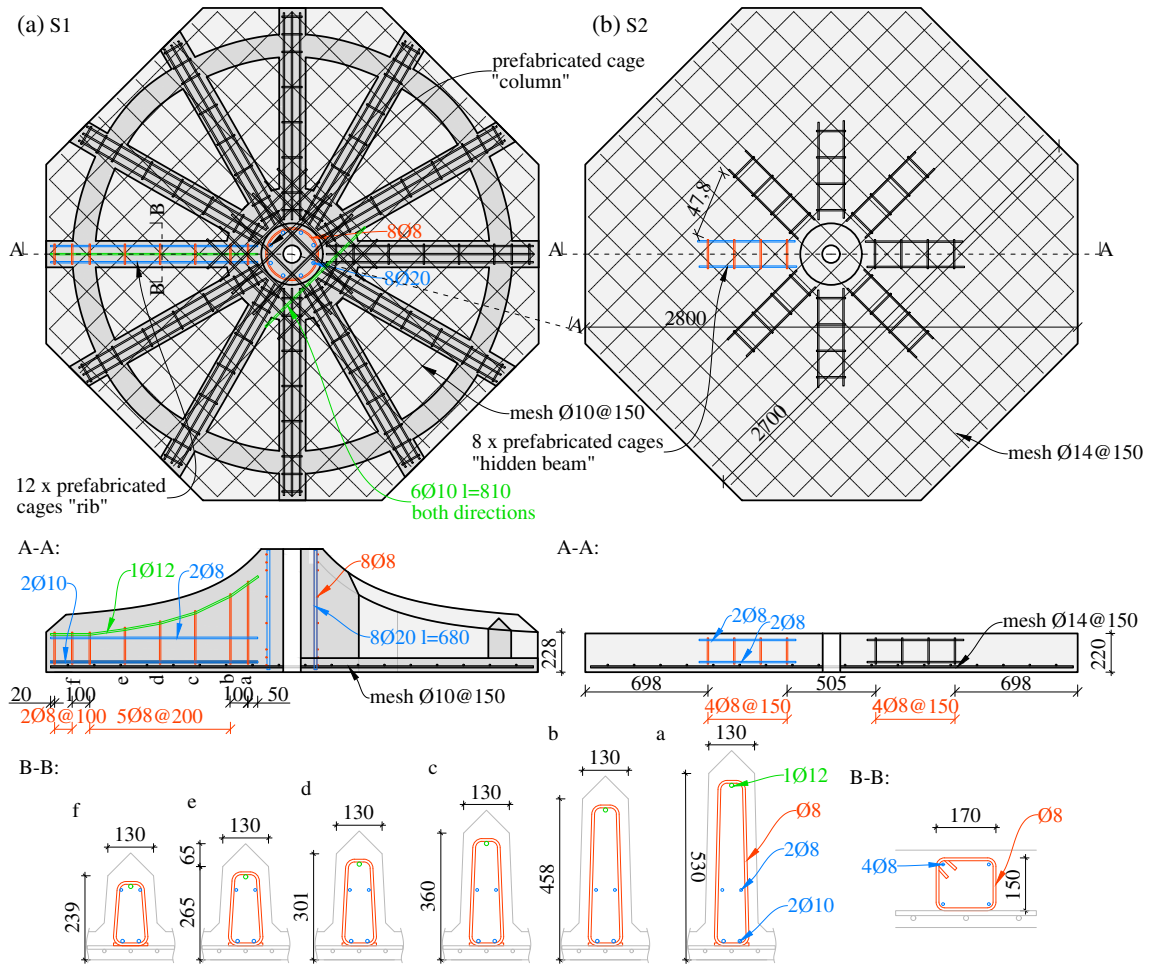 (a) S1
(b) S2
prefabricated cage
"column"
B
B
A
A
A
A
8Ø8
8Ø20
47,8
2800
2700
mesh Ø10@150
8 x prefabricated cages
"hidden beam"
mesh Ø14@150
12 x prefabricated
cages "rib"
6Ø10 l=810
both directions
A-A:
A-A:
2Ø10
1Ø12
2Ø8
8Ø8
8Ø20 l=680
228
2Ø8
2Ø8
mesh Ø14@150
220
f
e
d
c
b
a
mesh Ø10@150
20
100
100
50
698
505
698
2Ø8@100
5Ø8@200
4Ø8@150
4Ø8@150
B-B:
B-B:
f
130
239
e
130
65
265
d
130
301
c
130
360
b
130
458
a
130
530
1Ø12
Ø8
2Ø8
2Ø10
170
Ø8
4Ø8
150